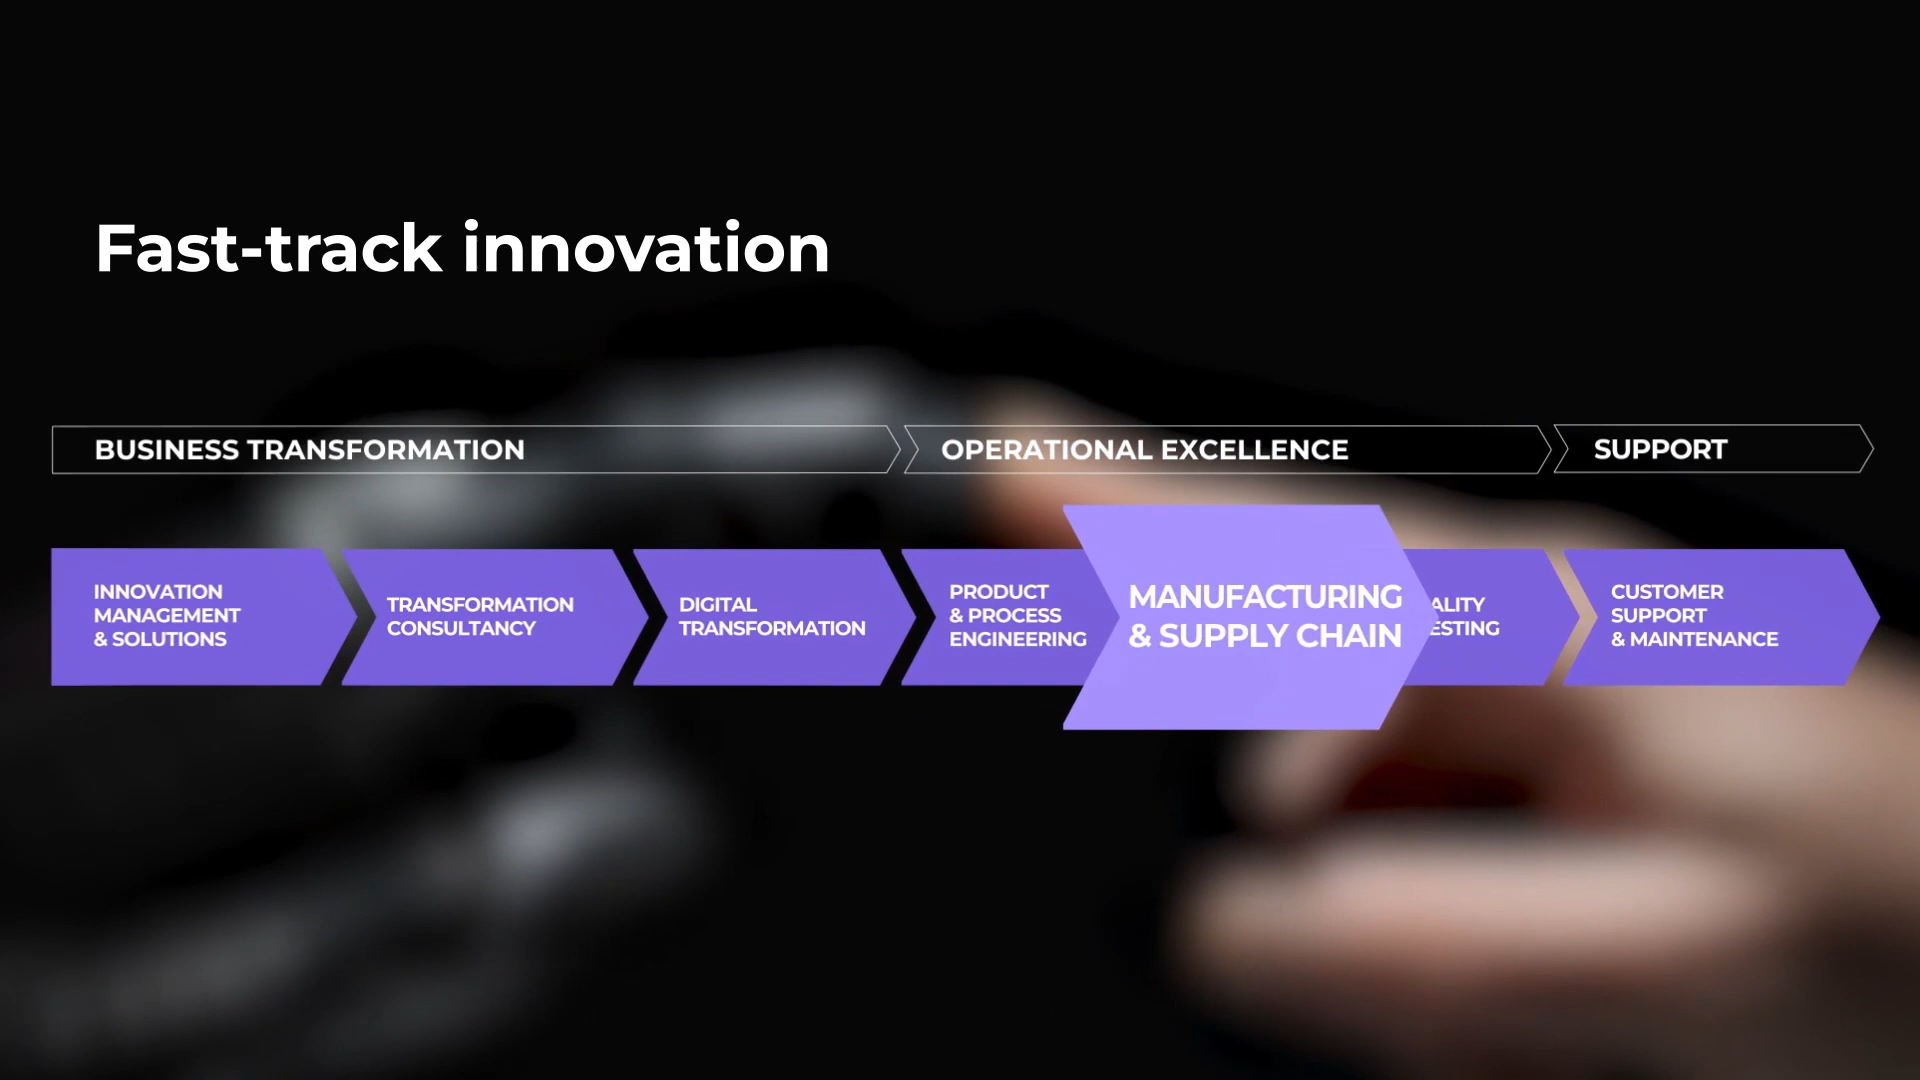 Fast-track innovation
BUSINESS TRANSFORMATION
OPERATIONAL EXCELLENCE
SUPPORT
INNOVATION
MANAGEMENT
& SOLUTIONS
TRANSFORMATION
CONSULTANCY
DIGITAL
TRANSFORMATION
PRODUCT
& PROCESS
ENGINEERING
MANUFACTURING
& SUPPLY CHAIN
CUSTOMER
SUPPORT
& MAINTENANCE